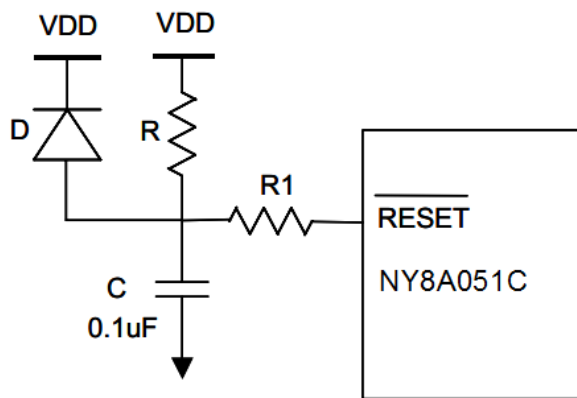 VDD
VDD
D
R
R1
RESET
C
NY8A051C
0.1uF